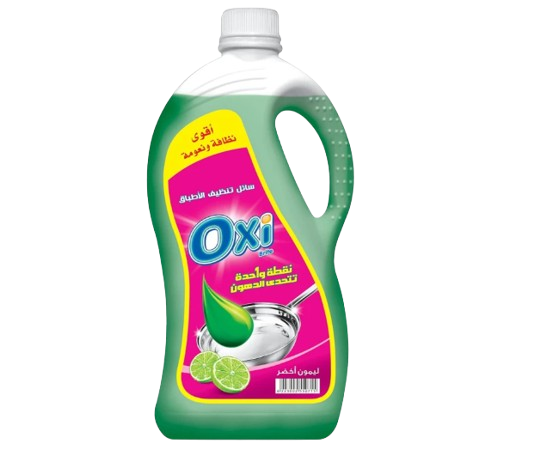 أقوى
نظافة ونعومة
سائل تنظيف الأطباق
Oxi
نقطة واحدة
تتحدى الدهون
ليمون أخضر